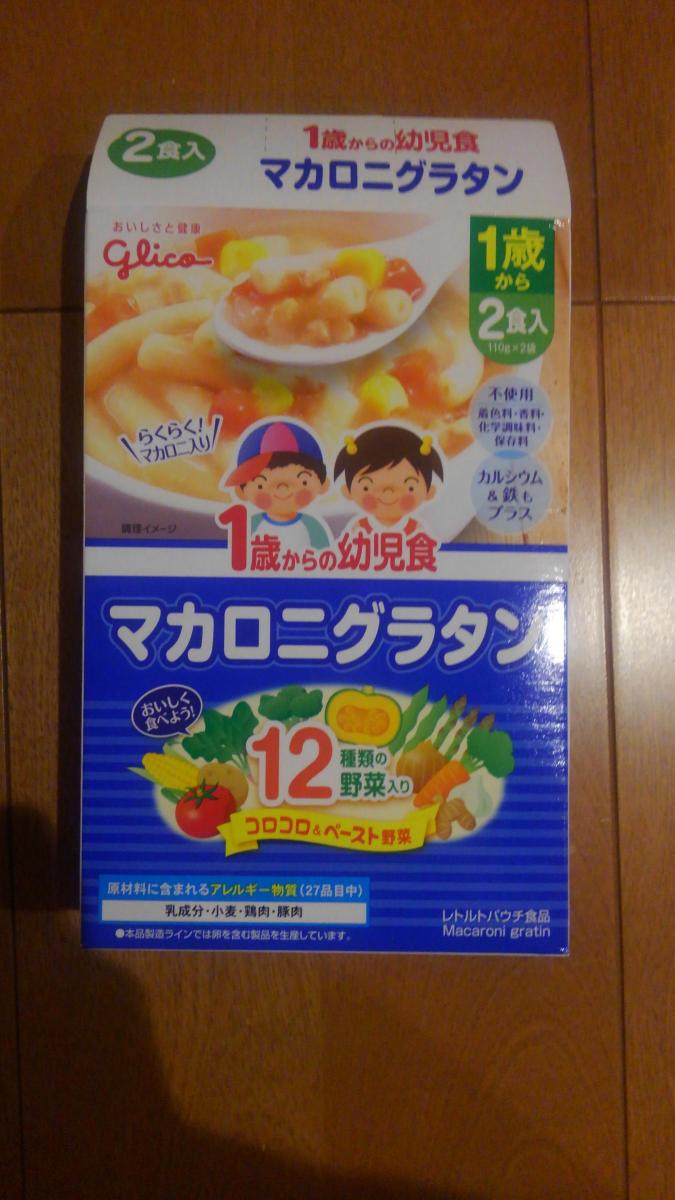 2食入
1歳からの幼児食
マカロニグラタン
おいしさと健康
Glico
1歳
から
2食入
110g×2袋
不使用
着色料・香料・
化学調味料・
保存料
カルシウム
&鉄も
プラス
らくらく!
マカロニ入り
調理イメージ
1歳からの幼児食
マカロニグラタン
おいしく
食べよう!
12種類の
野菜入り
コロコロ&ペースト野菜
原材料に含まれるアレルギー物質(27品目中)
乳成分・小麦・鶏肉・豚肉
●本品製造ラインでは卵を含む製品を生産しています。
レトルトパウチ食品
Macaroni gratin